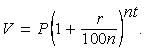 V = P(1 + r/100n)^{nt}.